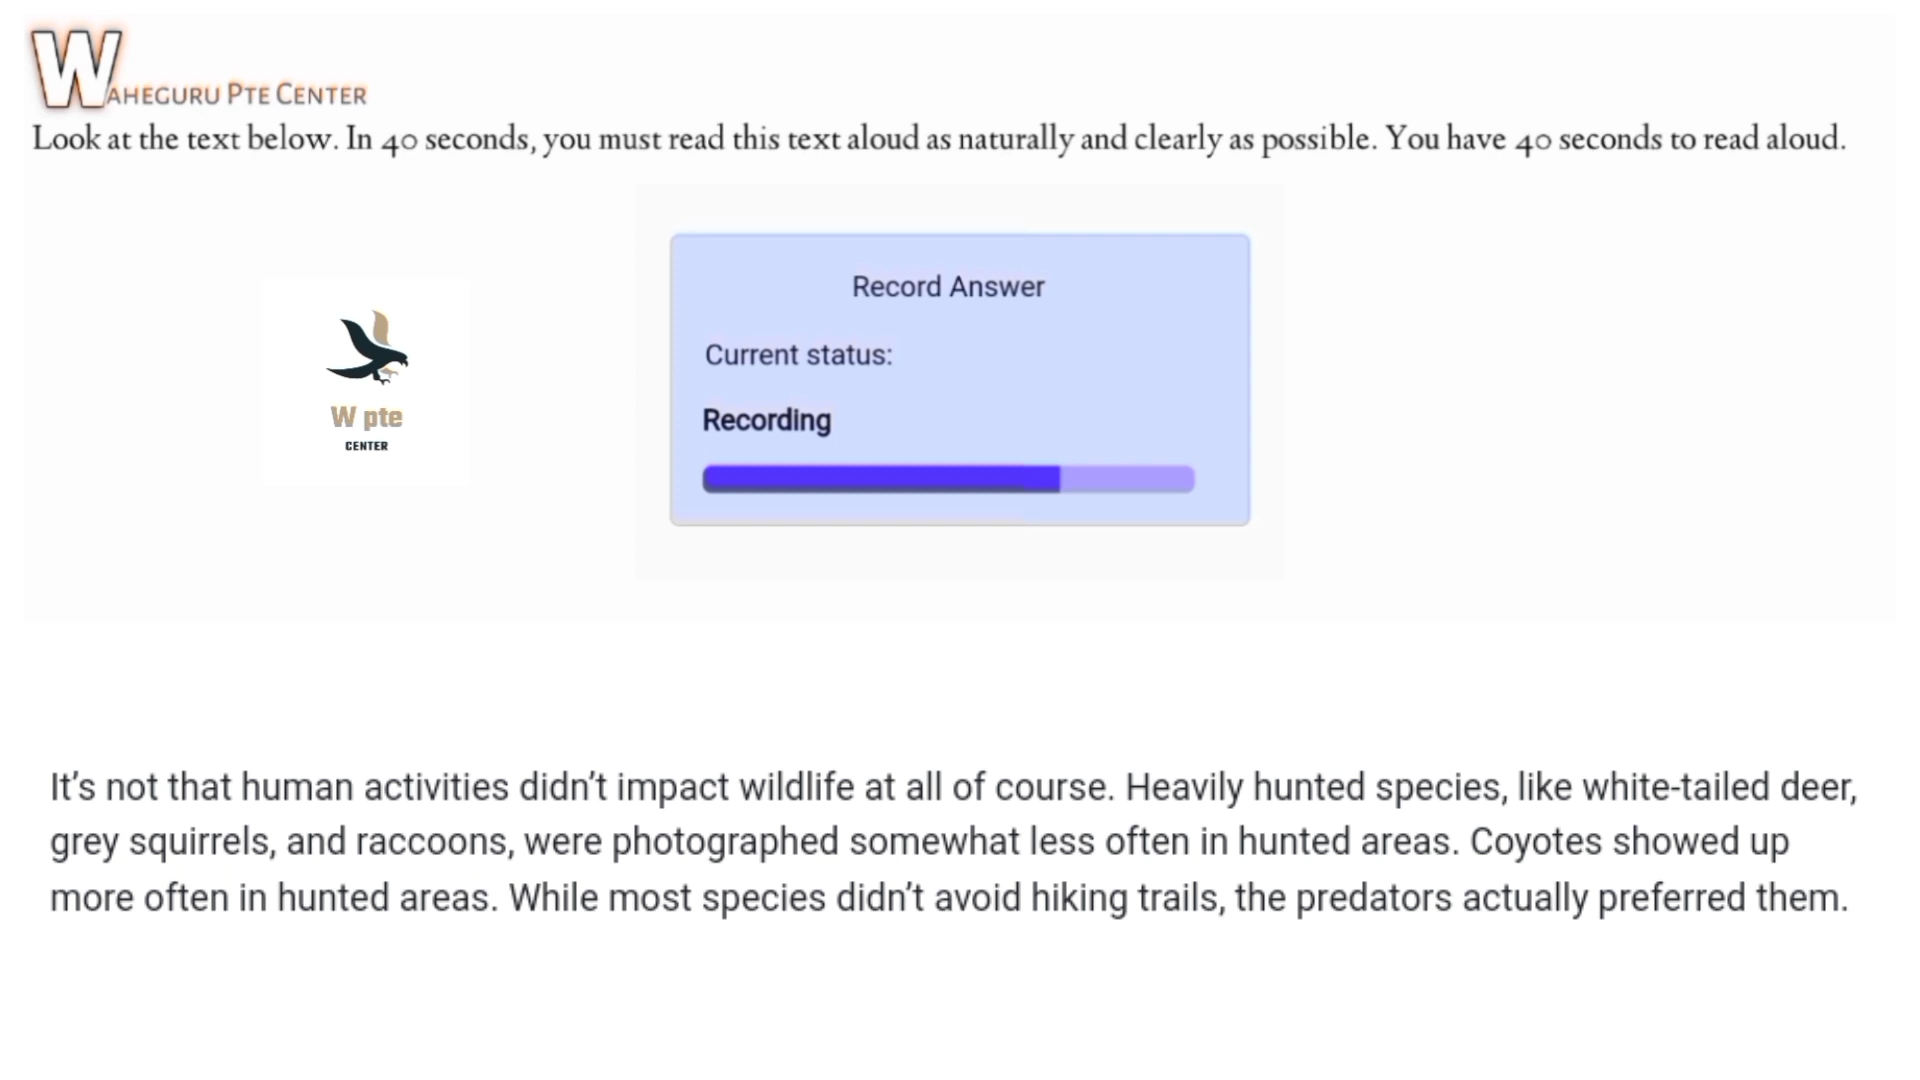 WAHEGURU PTE CENTER
Look at the text below. In 40 seconds, you must read this text aloud as naturally and clearly as possible. You have 40 seconds to read aloud.
Record Answer
Current status:
Recording
W pte
CENTER
It’s not that human activities didn’t impact wildlife at all of course. Heavily hunted species, like white-tailed deer,
grey squirrels, and raccoons, were photographed somewhat less often in hunted areas. Coyotes showed up
more often in hunted areas. While most species didn’t avoid hiking trails, the predators actually preferred them.